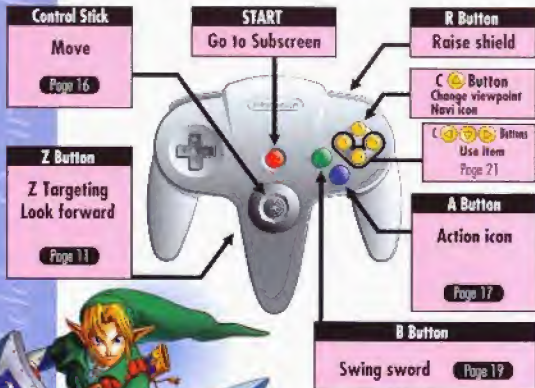 Control Stick
Move
Page 16
START
Go to Subscreen
R Button
Raise shield
C Button
Change viewpoint
Navi icon
C Buttons
Use item
Page 21
Z Button
Z Targeting
Look forward
Page 11
A Button
Action icon
Page 17
B Button
Swing sword Page 19